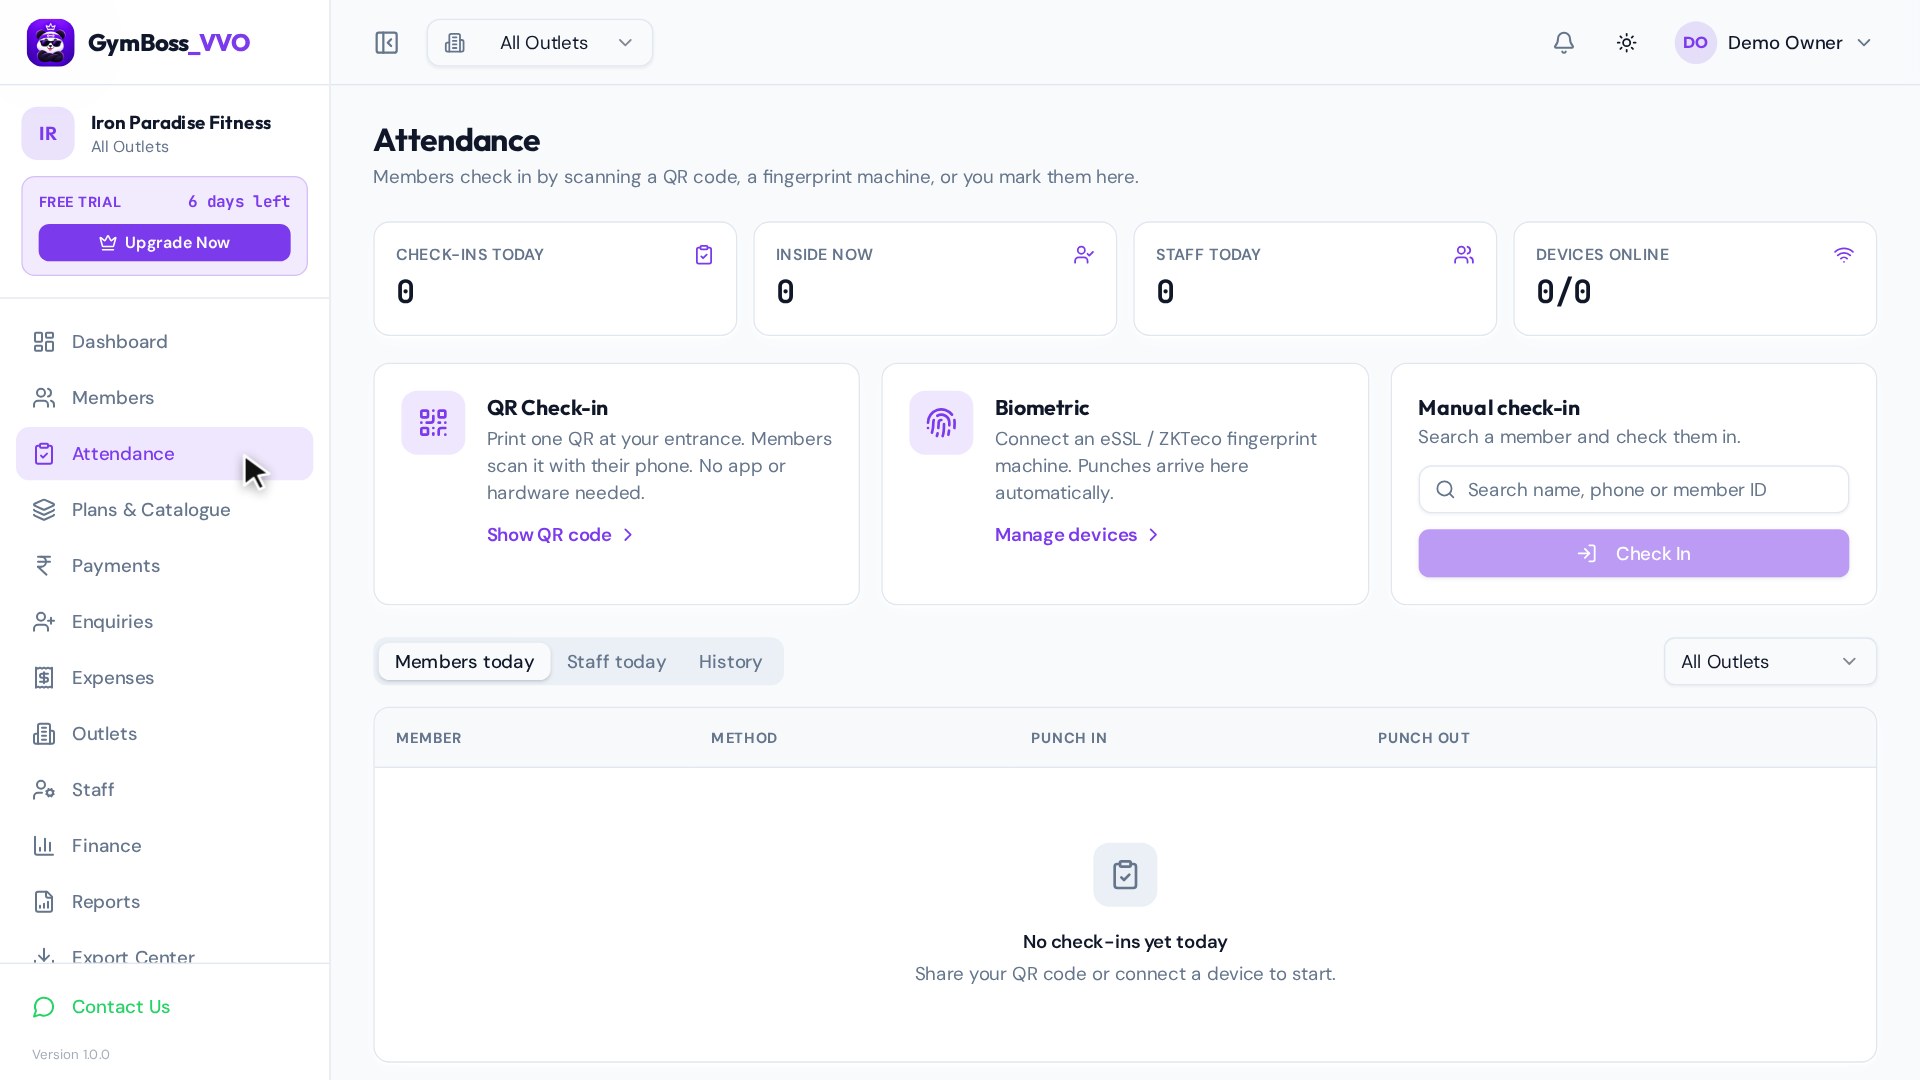 GymBoss_VVO
All Outlets
DO
Demo Owner
IR
Iron Paradise Fitness
All Outlets
FREE TRIAL
6 days left
Upgrade Now
Dashboard
Members
Attendance
Plans & Catalogue
Payments
Enquiries
Expenses
Outlets
Staff
Finance
Reports
Export Center
Contact Us
Version 1.0.0
Attendance
Members check in by scanning a QR code, a fingerprint machine, or you mark them here.
CHECK-INS TODAY
0
INSIDE NOW
0
STAFF TODAY
0
DEVICES ONLINE
0/0
QR Check-in
Print one QR at your entrance. Members
scan it with their phone. No app or
hardware needed.
Show QR code
Biometric
Connect an eSSL / ZKTeco fingerprint
machine. Punches arrive here
automatically.
Manage devices
Manual check-in
Search a member and check them in.
Search name, phone or member ID
Check In
Members today
Staff today
History
All Outlets
MEMBER
METHOD
PUNCH IN
PUNCH OUT
No check-ins yet today
Share your QR code or connect a device to start.